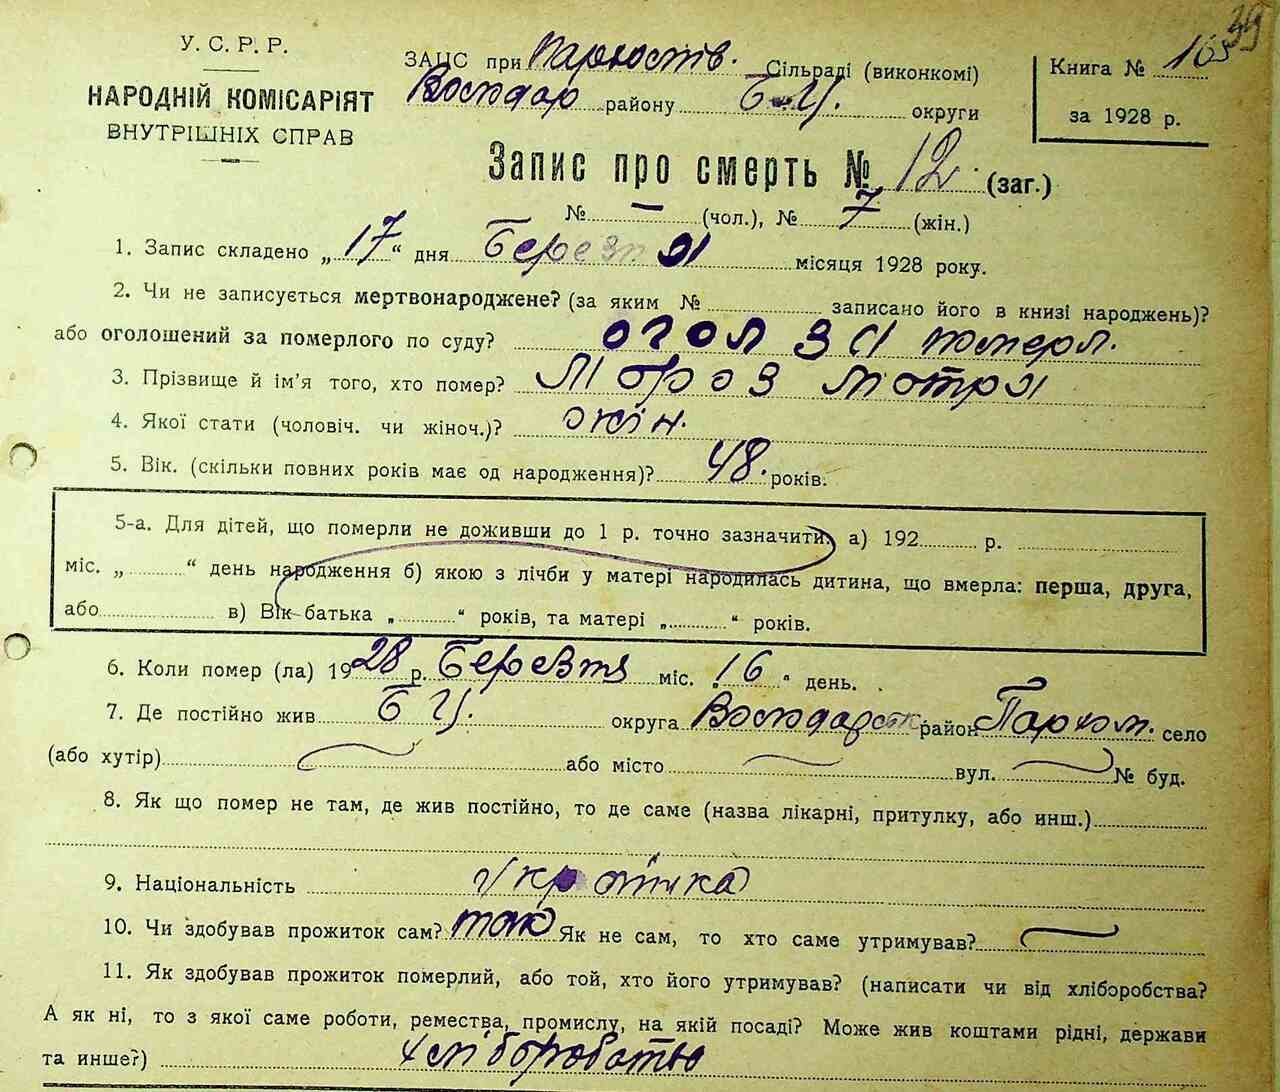 39
У. С. Р. Р.
НАРОДНІЙ КОМІСАРІЯТ
ВНУТРІШНІХ СПРАВ
ЗАЦС при Сільраді (виконкомі)
Володар району Б.Ц. округи
Книга №
за 1928 р.
Запис про смерть № 12 (заг.)
№ – (чол.), № 7 (жін.)
1. Запис складено „17“ дня Березня місяця 1928 року.
2. Чи не записується мертвонароджене? (за яким № записано його в книзі народжень)?
або оголошений за померлого по суду? огол за померл.
3. Прізвище й ім’я того, хто помер? Мороз Мотря
4. Якої стати (чоловіч. чи жіноч.)? жін.
5. Вік. (скільки повних років має од народження)? 48. років.
5-а. Для дітей, що померли не доживши до 1 р. точно зазначити: а) 192 р.
міс. „ “ день народження б) якою з лічби у матері народилась дитина, що вмерла: перша, друга,
або в) Вік батька „ “ років, та матері „ “ років.
6. Коли помер (ла) 1928 р. Березня міс. „16“ день.
7. Де постійно жив Б Ц. округа Володарськ район Пархом. село
(або хутір) або місто вул. № буд.
8. Як що помер не там, де жив постійно, то де саме (назва лікарні, притулку, або инш.)
9. Національність Українка
10. Чи здобував прожиток сам? так Як не сам, то хто саме утримував?
11. Як здобував прожиток померлий, або той, хто його утримував? (написати чи від хліборобства?
А як ні, то з якої саме роботи, ремества, промислу, на якій посаді? Може жив коштами рідні, держави
та инше?) хліборобство